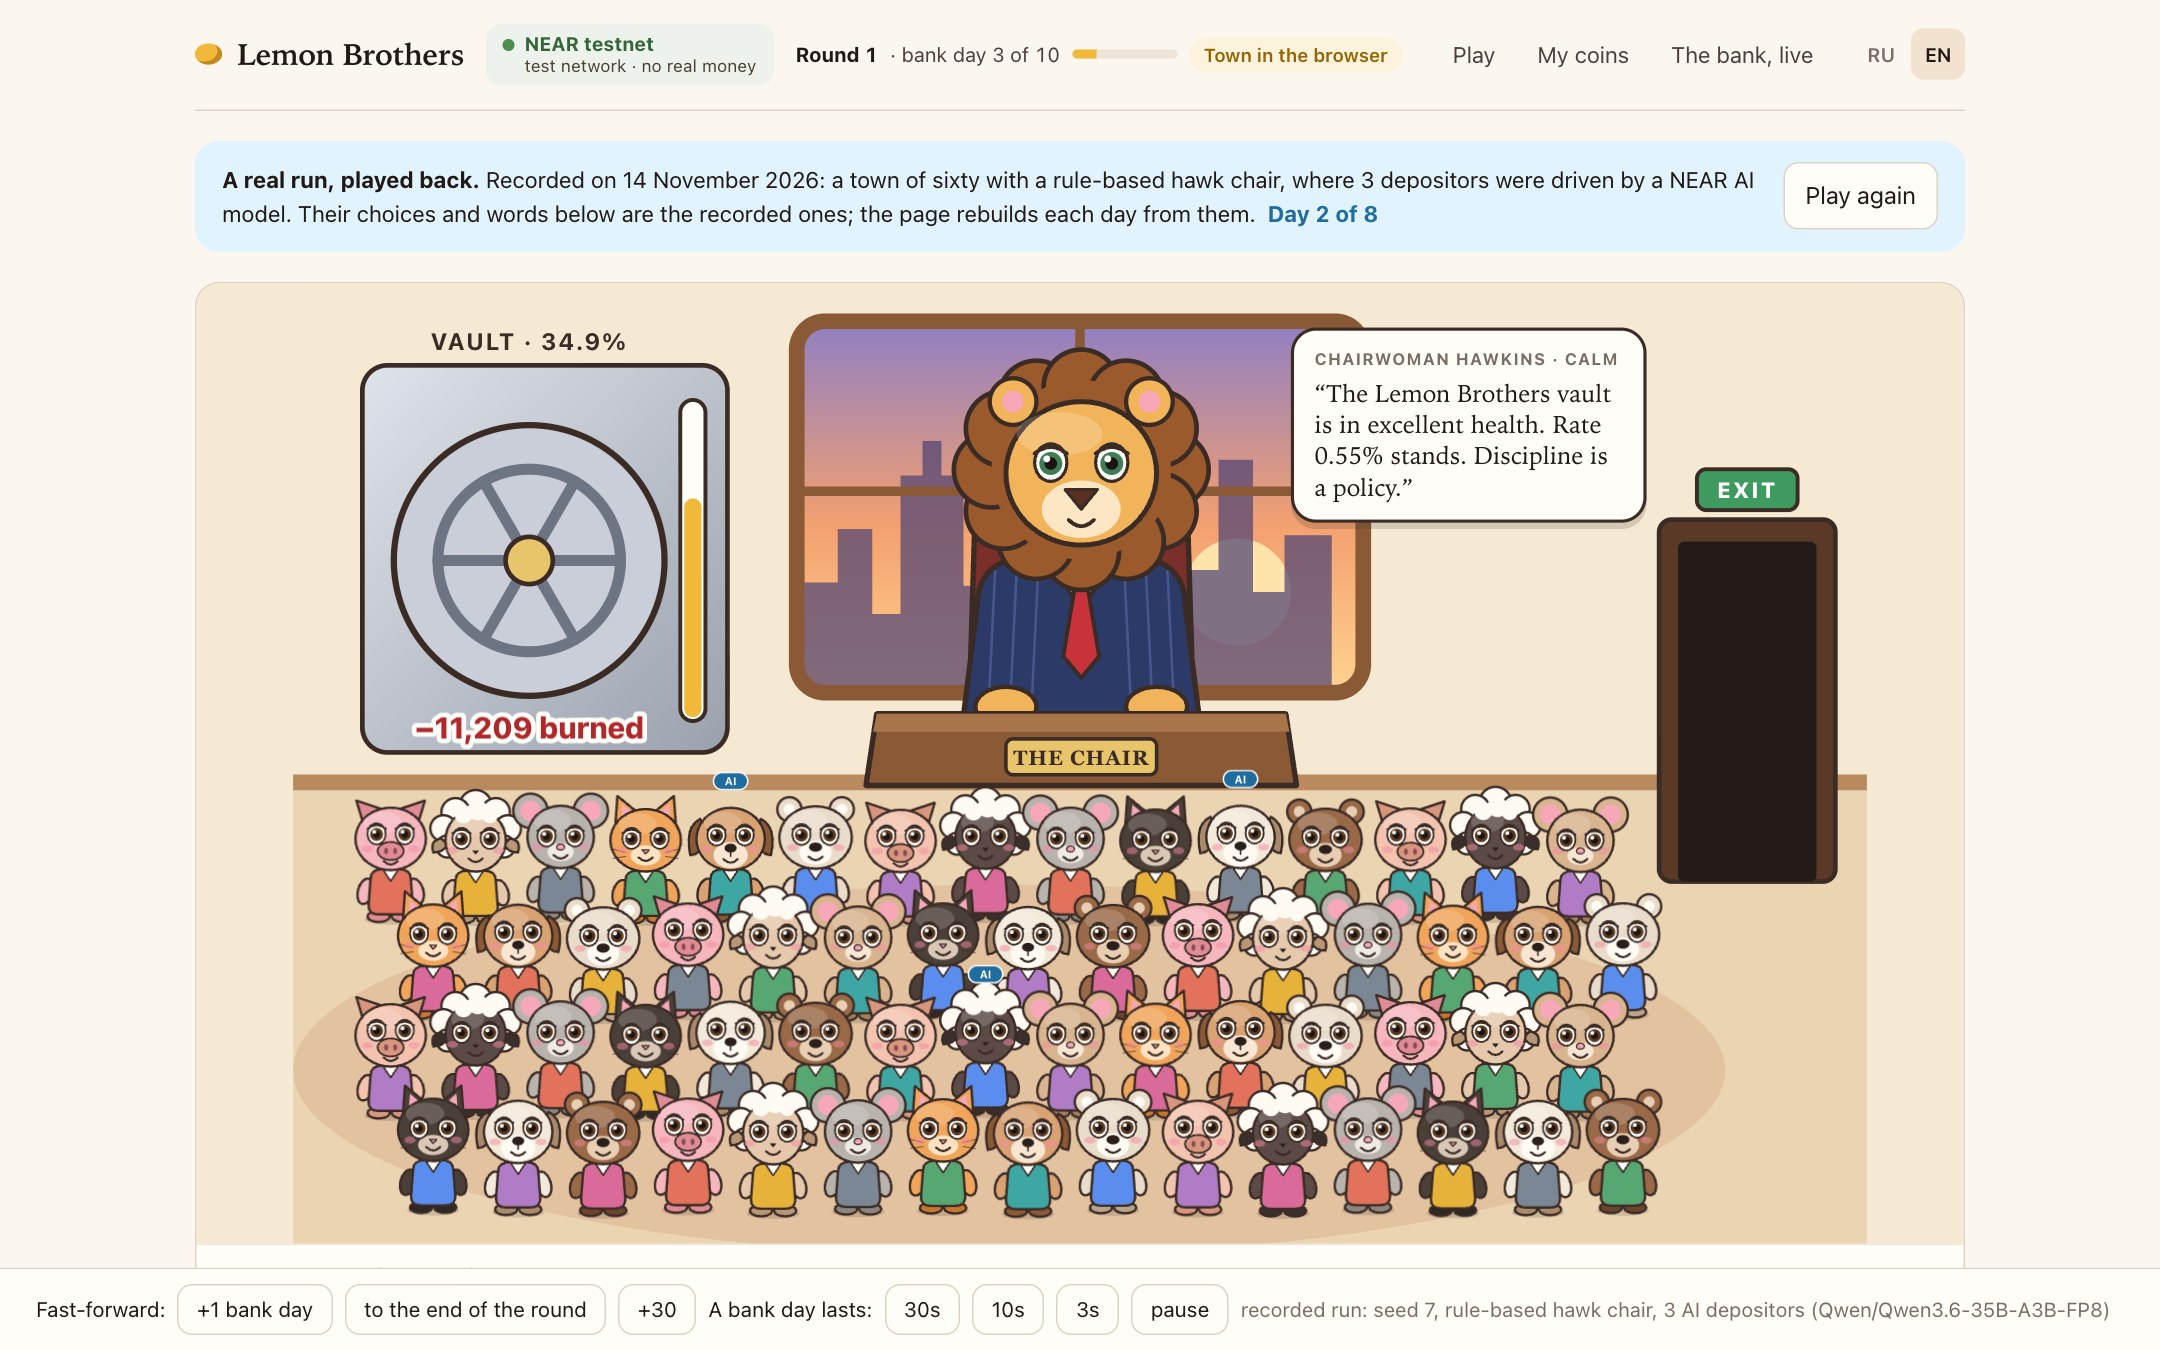 Lemon Brothers
NEAR testnet
test network · no real money
Round 1 · bank day 3 of 10
Town in the browser
Play
My coins
The bank, live
RU
EN
A real run, played back. Recorded on 14 November 2026: a town of sixty with a rule-based hawk chair, where 3 depositors were driven by a NEAR AI
model. Their choices and words below are the recorded ones; the page rebuilds each day from them. Day 2 of 8
Play again
VAULT · 34.9%
CHAIRWOMAN HAWKINS · CALM
“The Lemon Brothers vault
is in excellent health. Rate
0.55% stands. Discipline is
a policy.”
EXIT
–11,209 burned
THE CHAIR
AI
AI
AI
Fast-forward:
+1 bank day
to the end of the round
+30
A bank day lasts:
30s
10s
3s
pause
recorded run: seed 7, rule-based hawk chair, 3 AI depositors (Qwen/Qwen3.6-35B-A3B-FP8)